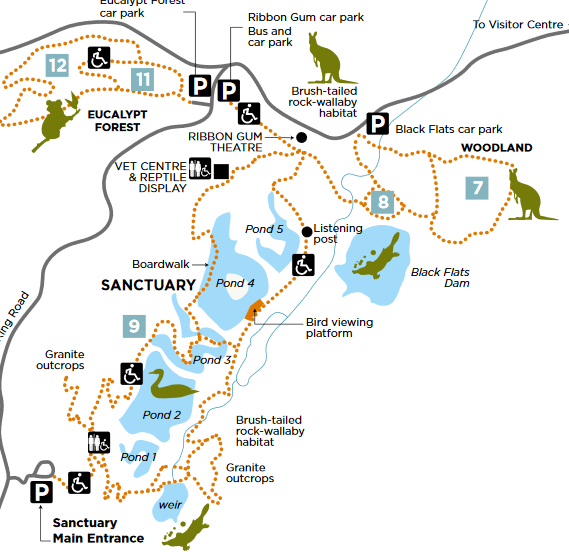 Eucalypt Forest
car park
Ribbon Gum car park
Bus and
car park
To Visitor Centre
12
11
P
P
EUCALYPT
FOREST
Brush-tailed
rock-wallaby
habitat
P
Black Flats car park
RIBBON GUM
THEATRE
WOODLAND
VET CENTRE
& REPTILE
DISPLAY
7
8
Pond 5
Listening
post
Boardwalk
SANCTUARY
Pond 4
Black Flats
Dam
ing Road
9
Bird viewing
platform
Granite
outcrops
Pond 3
Pond 2
Brush-tailed
rock-wallaby
habitat
Pond 1
Granite
outcrops
P
weir
Sanctuary
Main Entrance